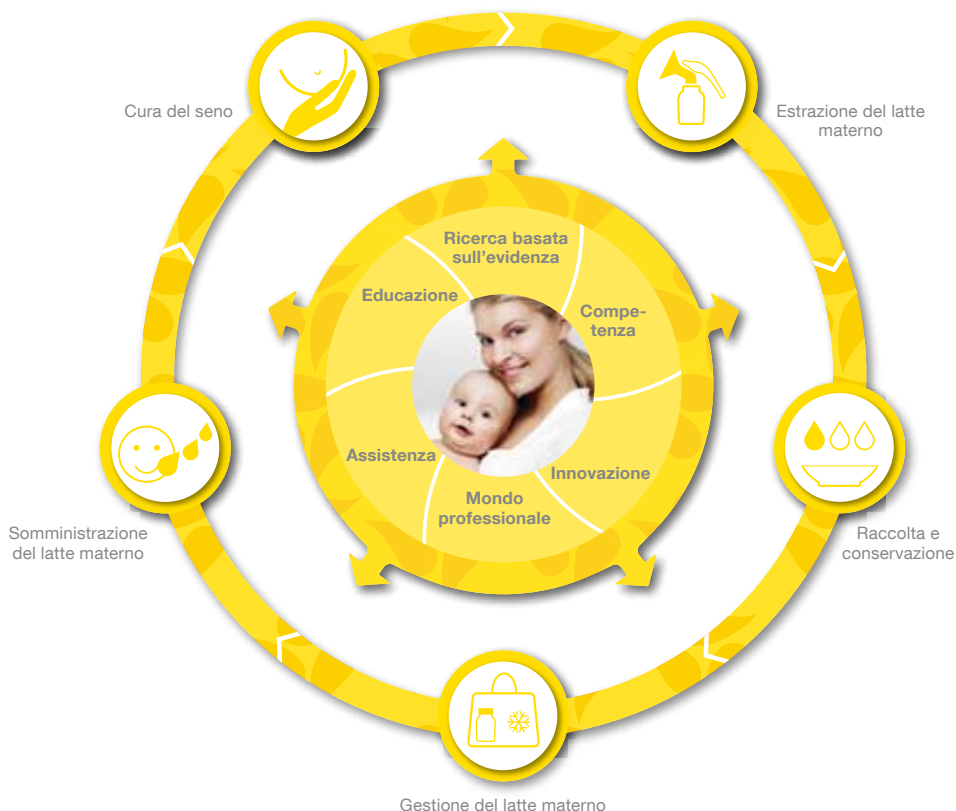 Cura del seno
Estrazione del latte
materno
Ricerca basata
sull'evidenza
Educazione
Compe-
tenza
Assistenza
Innovazione
Mondo
professionale
Somministrazione
del latte materno
Raccolta e
conservazione
Gestione del latte materno